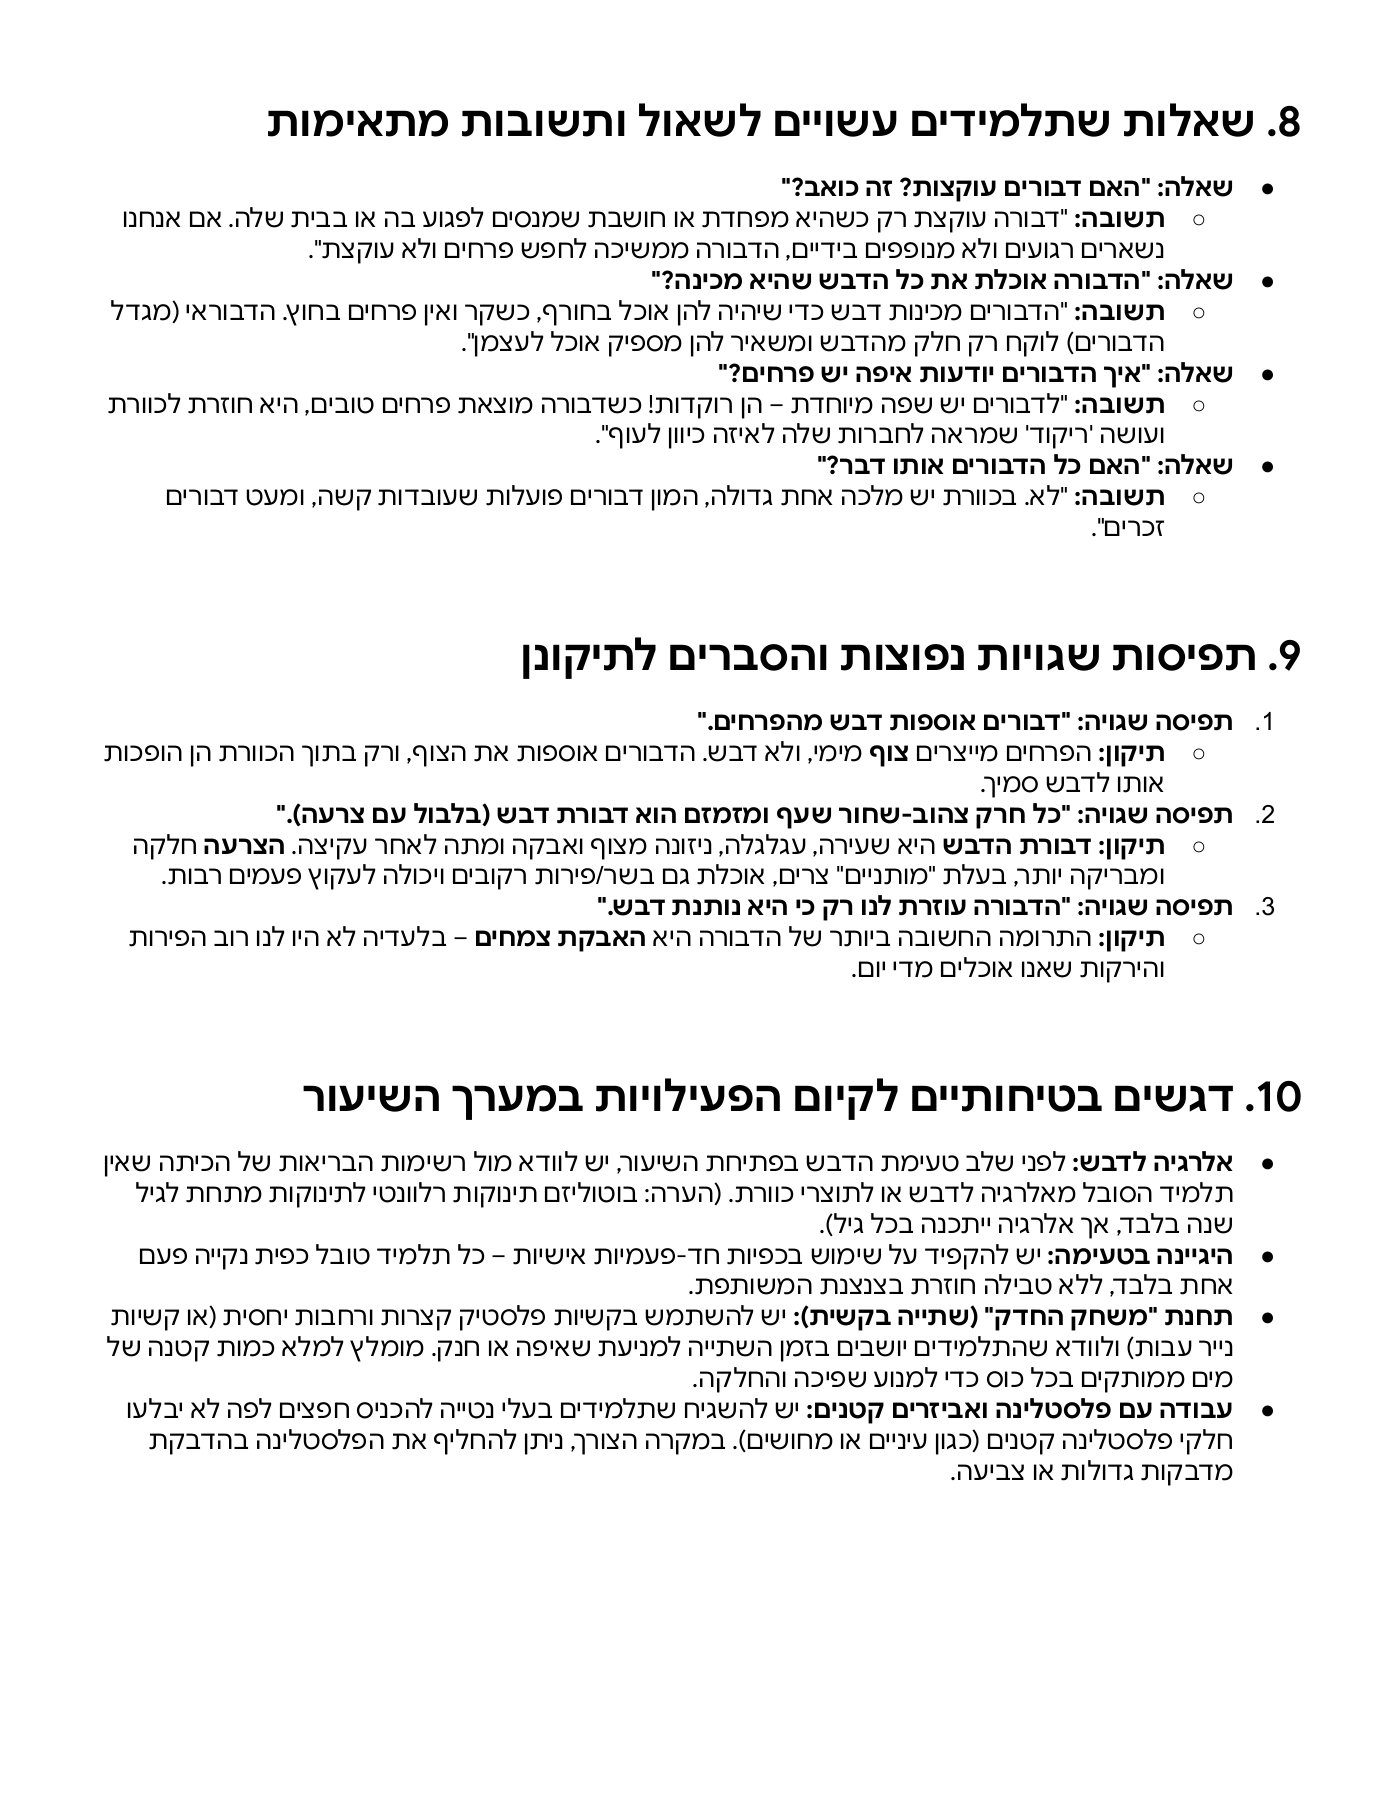 8. שאלות שתלמידים עשויים לשאול ותשובות מתאימות
● שאלה: "האם דבורים עוקצות? זה כואב?"
○ תשובה: "דבורה עוקצת רק כשהיא מפחדת או חושבת שמנסים לפגוע בה או בבית שלה. אם אנחנו
נשארים רגועים ולא מנופפים בידיים, הדבורה ממשיכה לחפש פרחים ולא עוקצת".
● שאלה: "הדבורה אוכלת את כל הדבש שהיא מכינה?"
○ תשובה: "הדבורים מכינות דבש כדי שיהיה להן אוכל בחורף, כשקר ואין פרחים בחוץ. הדבוראי (מגדל
הדבורים) לוקח רק חלק מהדבש ומשאיר להן מספיק אוכל לעצמן".
● שאלה: "איך הדבורים יודעות איפה יש פרחים?"
○ תשובה: "לדבורים יש שפה מיוחדת – הן רוקדות! כשדבורה מוצאת פרחים טובים, היא חוזרת לכוורת
ועושה 'ריקוד' שמראה לחברות שלה לאיזה כיוון לעוף".
● שאלה: "האם כל הדבורים אותו דבר?"
○ תשובה: "לא. בכוורת יש מלכה אחת גדולה, המון דבורים פועלות שעובדות קשה, ומעט דבורים
זכרים".
9. תפיסות שגויות נפוצות והסברים לתיקונן
1. תפיסה שגויה: "דבורים אוספות דבש מהפרחים."
○ תיקון: הפרחים מייצרים צוף מימי, ולא דבש. הדבורים אוספות את הצוף, ורק בתוך הכוורת הן הופכות
אותו לדבש סמיך.
2. תפיסה שגויה: "כל חרק צהוב-שחור שעף ומזמזם הוא דבורת דבש (בלבול עם צרעה)."
○ תיקון: דבורת הדבש היא שעירה, עגלגלה, ניזונה מצוף ואבקה ומתה לאחר עקיצה. הצרעה חלקה
ומבריקה יותר, בעלת "מותניים" צרים, אוכלת גם בשר/פירות רקובים ויכולה לעקוץ פעמים רבות.
3. תפיסה שגויה: "הדבורה עוזרת לנו רק כי היא נותנת דבש."
○ תיקון: התרומה החשובה ביותר של הדבורה היא האבקת צמחים – בלעדיה לא היו לנו רוב הפירות
והירקות שאנו אוכלים מדי יום.
10. דגשים בטיחותיים לקיום הפעילויות במערך השיעור
● אלרגיה לדבש: לפני שלב טעימת הדבש בפתיחת השיעור, יש לוודא מול רשימות הבריאות של הכיתה שאין
תלמיד הסובל מאלרגיה לדבש או לתוצרי כוורת. (הערה: בוטוליזם תינוקות רלוונטי לתינוקות מתחת לגיל
שנה בלבד, אך אלרגיה ייתכנה בכל גיל).
● היגיינה בטעימה: יש להקפיד על שימוש בכפיות חד-פעמיות אישיות – כל תלמיד טובל כפית נקייה פעם
אחת בלבד, ללא טבילה חוזרת בצנצנת המשותפת.
● תחנת "משחק החדק" (שתייה בקשית): יש להשתמש בקשיות פלסטיק קצרות ורחבות יחסית (או קשיות
נייר עבות) ולוודא שהתלמידים יושבים בזמן השתייה למניעת שאיפה או חנק. מומלץ למלא כמות קטנה של
מים ממותקים בכל כוס כדי למנוע שפיכה והחלקה.
● עבודה עם פלסטלינה ואביזרים קטנים: יש להשגיח שתלמידים בעלי נטייה להכניס חפצים לפה לא יבלעו
חלקי פלסטלינה קטנים (כגון עיניים או מחושים). במקרה הצורך, ניתן להחליף את הפלסטלינה בהדבקת
מדבקות גדולות או צביעה.